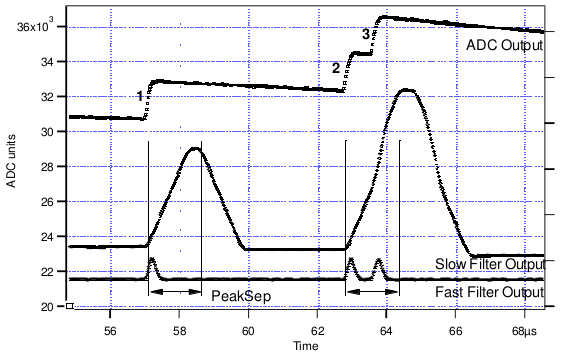 36x10³
34
32
30
28
26
24
22
20
ADC units
1
2
3
ADC Output
Slow Filter Output
Fast Filter Output
PeakSep
56
58
60
62
64
66
68µs
Time